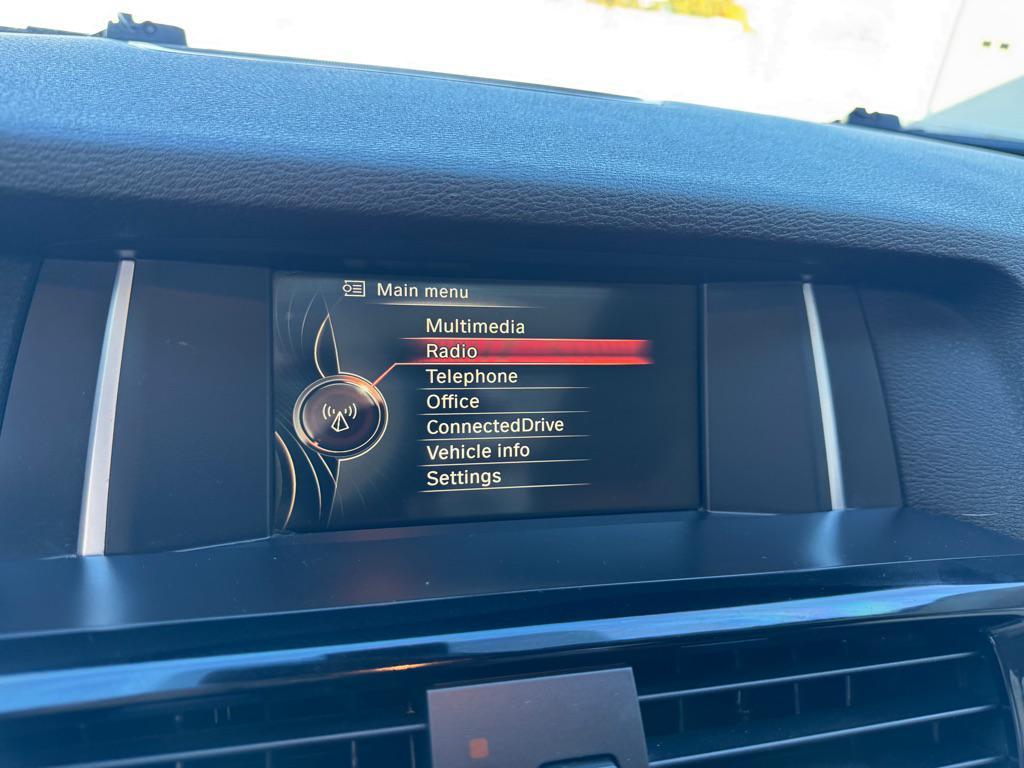 Main menu
Multimedia
Radio
Telephone
Office
ConnectedDrive
Vehicle info
Settings